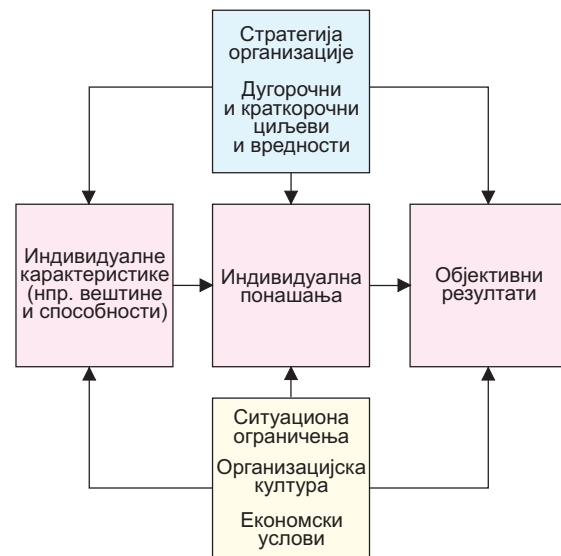 Стратегија
организације
Дугорочни
и краткорочни
циљеви
и вредности
Индивидуалне
карактеристике
(нпр. вештине
и способности)
Индивидуална
понашања
Објективни
резултати
Ситуациона
ограничења
Организацијска
култура
Економски
услови